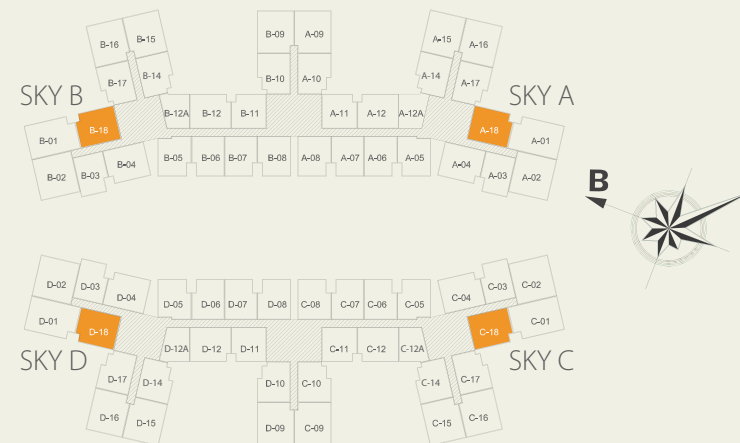 B-15
B-16
B-09
A-09
A-15
A-16
B-17
B-14
B-10
A-10
A-14
A-17
SKY B
SKY A
B-12A
B-12
B-11
A-11
A-12
A-12A
B-01
B-18
A-18
A-01
B-02
B-03
B-04
B-05
B-06
B-07
B-08
A-08
A-07
A-06
A-05
A-04
A-03
A-02
B
D-02
D-03
D-04
D-05
D-06
D-07
D-08
C-08
C-07
C-06
C-05
C-04
C-03
C-02
D-01
D-18
C-18
C-01
D-12A
D-12
D-11
C-11
C-12
C-12A
SKY D
SKY C
D-17
D-14
D-10
C-10
C-14
C-17
D-16
D-15
D-09
C-09
C-15
C-16